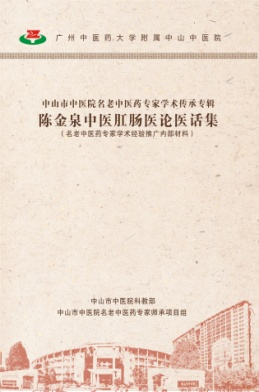 广州中医药大学附属中山中医院
中山市中医院名老中医药专家学术传承专辑
陈金泉中医肛肠医论医话集
（名老中医药专家学术经验推广内部材料）
中山市中医院科教部
中山市中医院名老中医药专家师承项目组